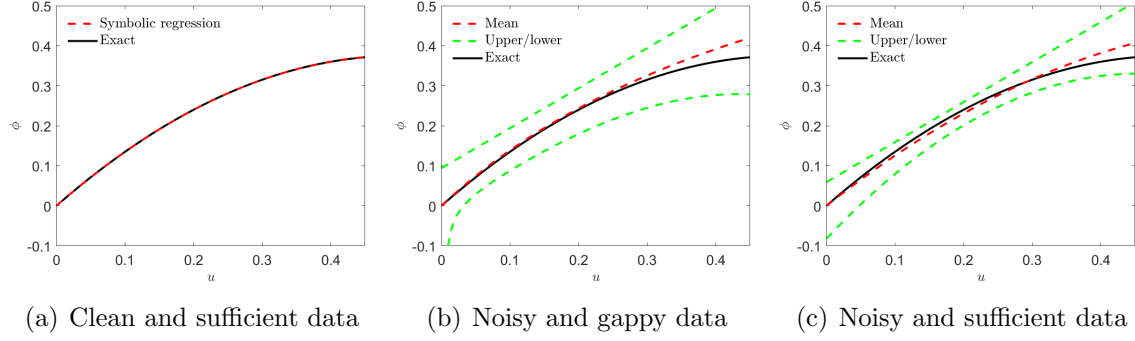 0.5
0.4
0.3
0.2
0.1
0
-0.1
ϕ
Symbolic regression
Exact
0 0.1 0.2 0.3 0.4
u
(a) Clean and sufficient data
0.5
0.4
0.3
0.2
0.1
0
-0.1
ϕ
Mean
Upper/lower
Exact
0 0.1 0.2 0.3 0.4
u
(b) Noisy and gappy data
0.5
0.4
0.3
0.2
0.1
0
-0.1
ϕ
Mean
Upper/lower
Exact
0 0.1 0.2 0.3 0.4
u
(c) Noisy and sufficient data